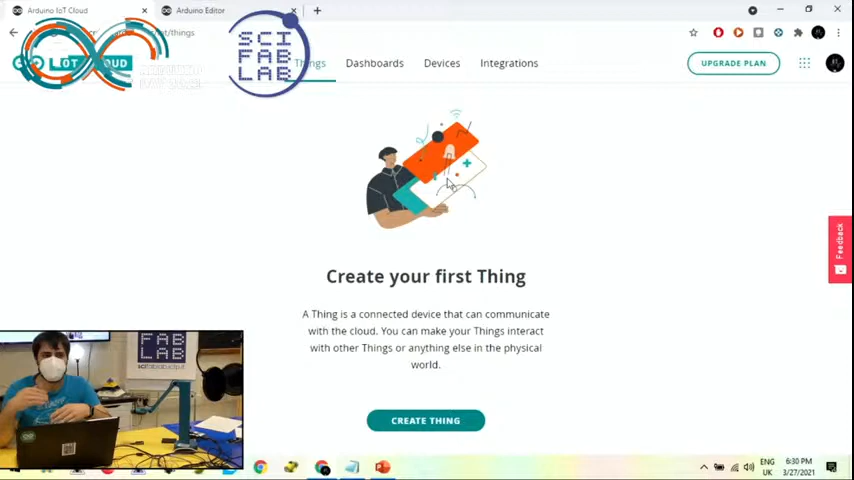 Arduino IoT Cloud
Arduino Editor
/things
IOT CLOUD
SCI
FAB
LAB
Things
Dashboards
Devices
Integrations
UPGRADE PLAN
Create your first Thing
A Thing is a connected device that can communicate
with the cloud. You can make your Things interact
with other Things or anything else in the physical
world.
CREATE THING
Feedback
FAB
LAB
ENG
UK
6:30 PM
3/27/2021